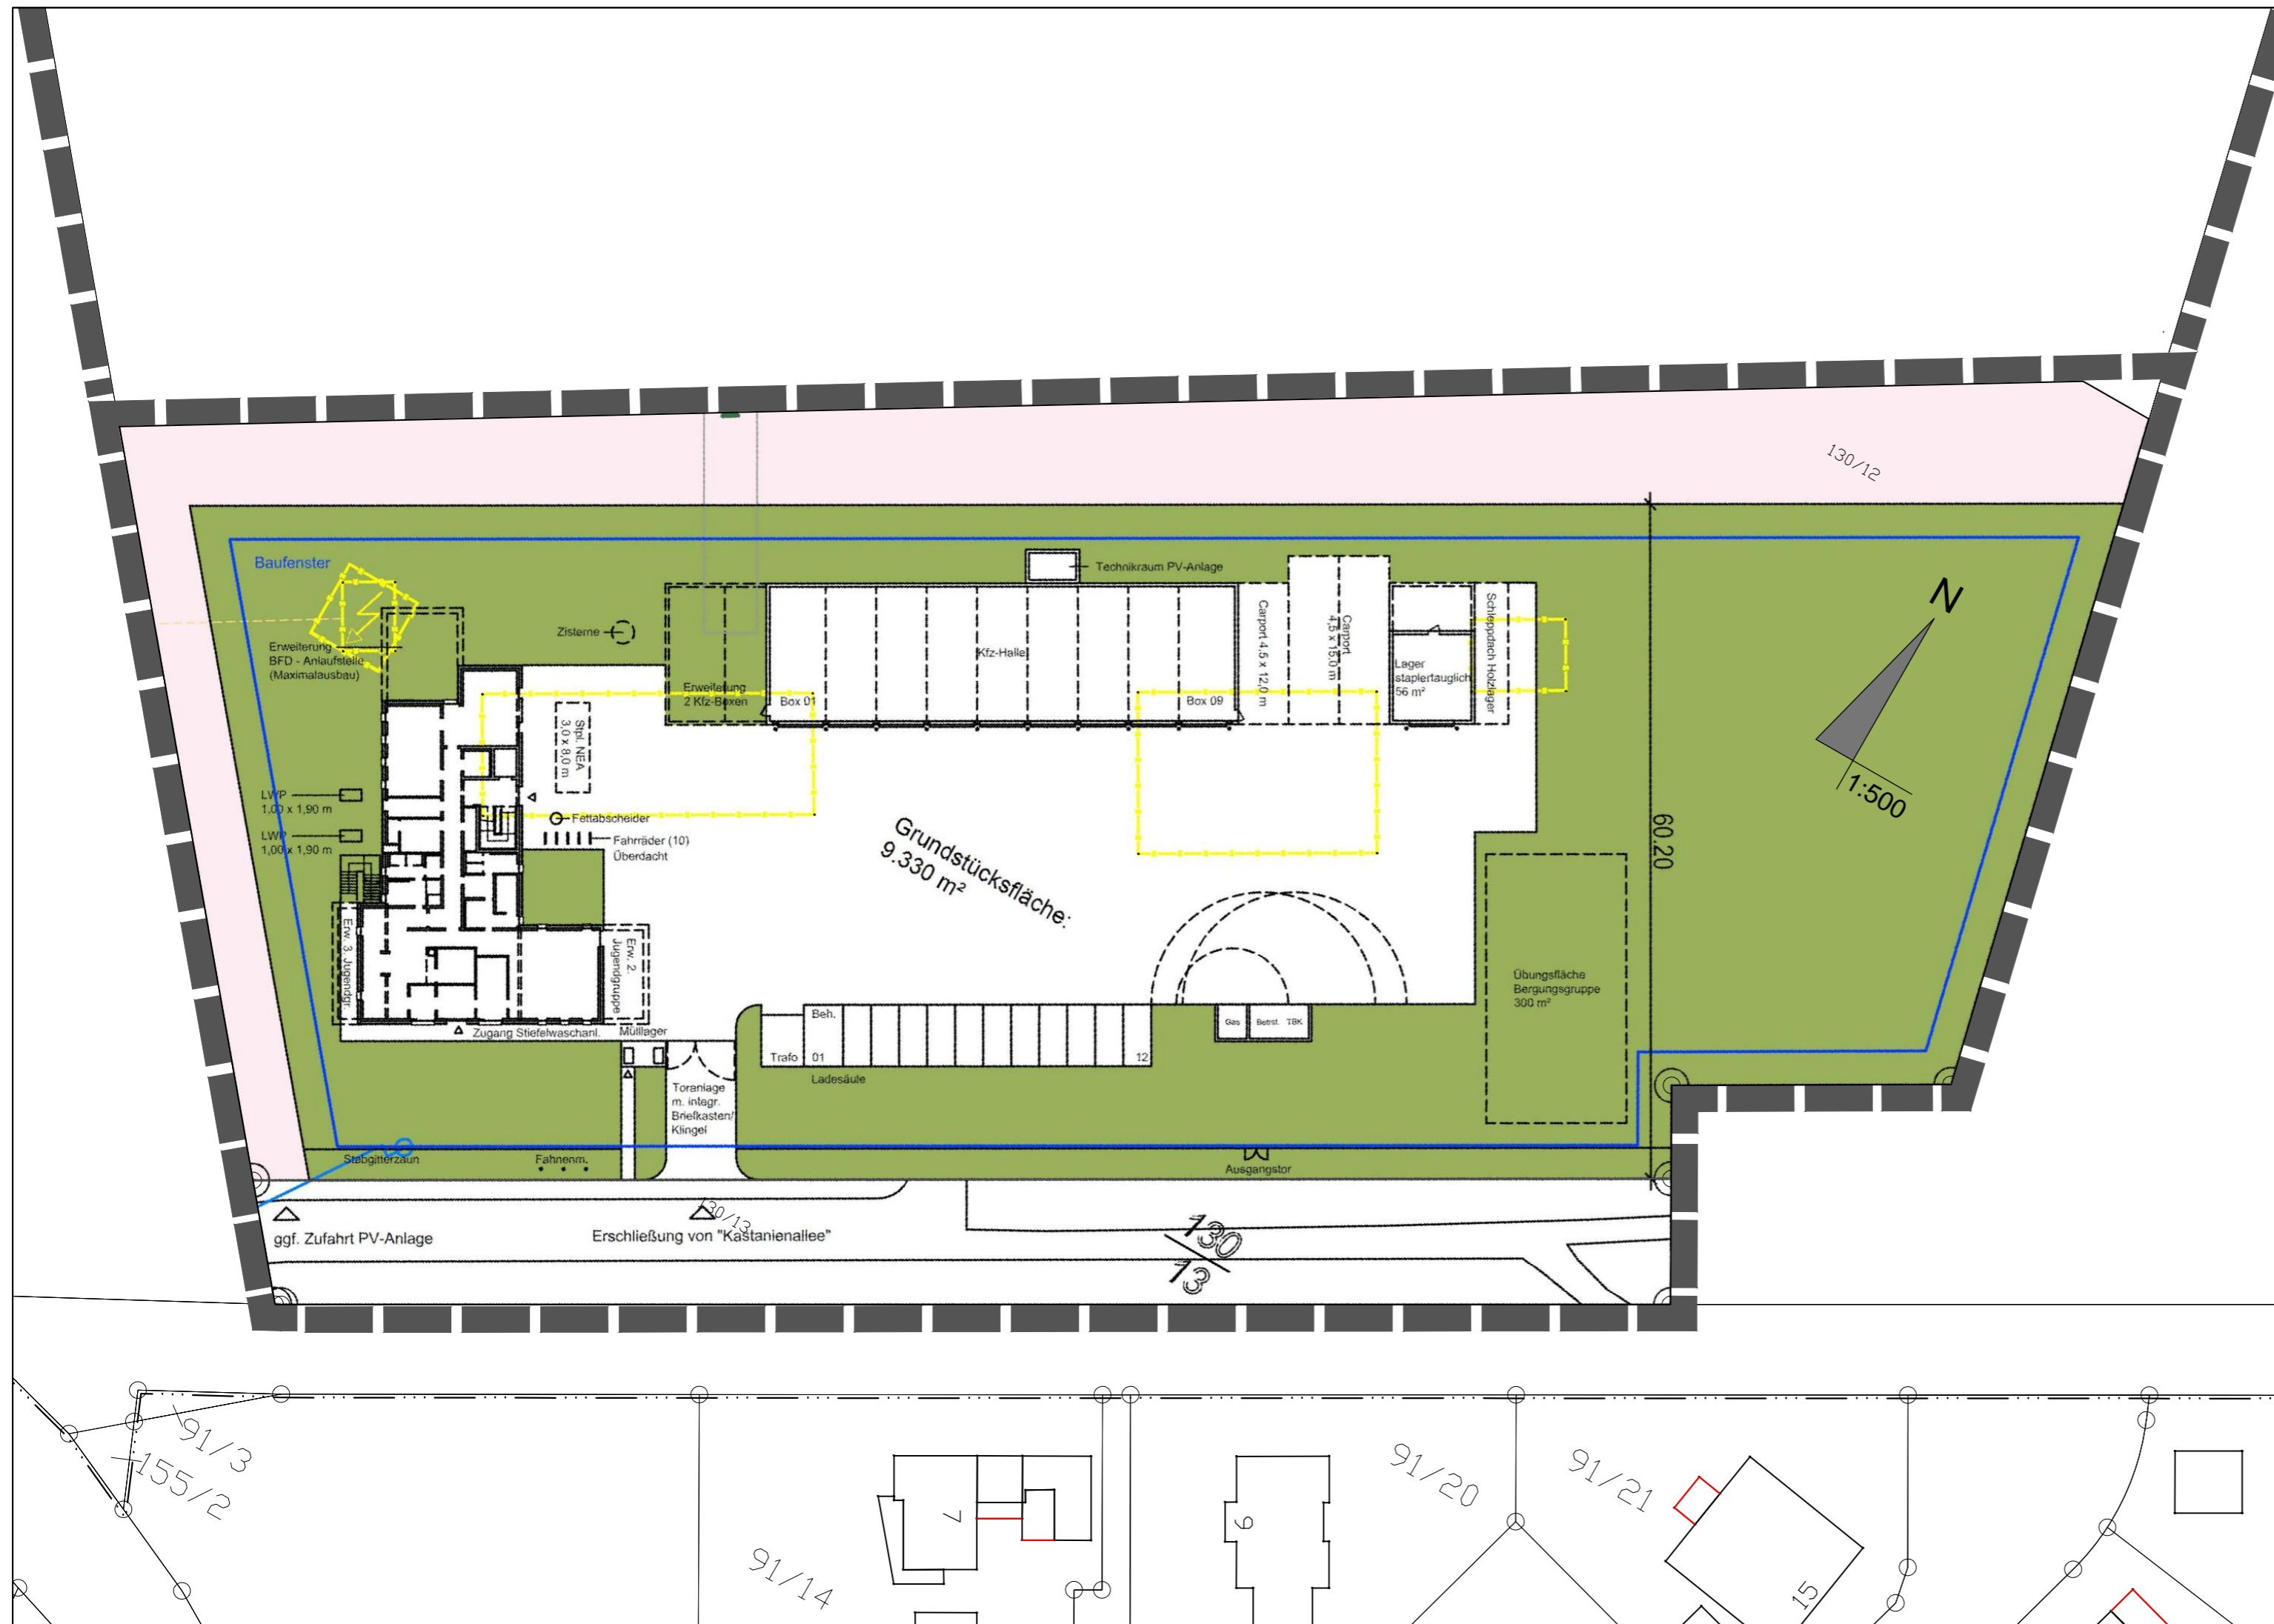 130/12
Baufenster
N
1:500
Technikraum PV-Anlage
Zisterne
Erweiterung
BFD - Anlaufstelle
(Maximalausbau)
Erweiterung
2 Kfz-Boxen
Box 01
Kfz-Halle
Box 09
Carport 4,5 x 12,0 m
Carport
4,5 x 15,0 m
Lager
staplertauglich
56 m²
Schleppdach Holzlager
Stpl. NEA
3,0 x 8,0 m
LWP
1,00 x 1,90 m
LWP
1,00 x 1,90 m
Fettabscheider
Fahrräder (10)
Überdacht
Grundstücksfläche:
9.330 m²
60.20
Erw. 3. Jugendgr.
Erw. 2.
Jugendgruppe
Übungsfläche
Bergungsgruppe
300 m²
Zugang Stiefelwaschanl.
Müllager
Beh.
Trafo
01
12
Ladesäule
Gas
Betrst.
TBK
Toranlage
m. integr.
Briefkasten/
Klingel
Stabgitterzaun
Fahnenm.
Ausgangstor
130/13
ggf. Zufahrt PV-Anlage
Erschließung von "Kastanienallee"
130
13
91/3
155/2
91/14
7
9
91/20
91/21
15